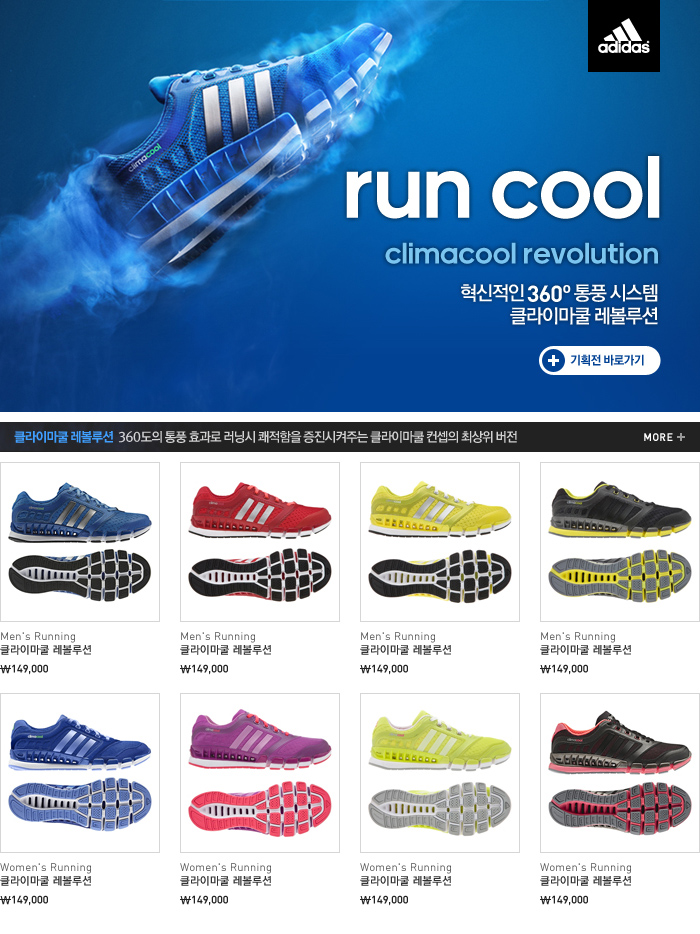 adidas
climacool
run cool
climacool revolution
혁신적인 360º 통풍 시스템
클라이마쿨 레볼루션
기획전 바로가기
클라이마쿨 레볼루션 360도의 통풍 효과로 러닝시 쾌적함을 증진시켜주는 클라이마쿨 컨셉의 최상위 버전
MORE +
Men's Running
클라이마쿨 레볼루션
₩149,000
Men's Running
클라이마쿨 레볼루션
₩149,000
Men's Running
클라이마쿨 레볼루션
₩149,000
Men's Running
클라이마쿨 레볼루션
₩149,000
Women's Running
클라이마쿨 레볼루션
₩149,000
Women's Running
클라이마쿨 레볼루션
₩149,000
Women's Running
클라이마쿨 레볼루션
₩149,000
Women's Running
클라이마쿨 레볼루션
₩149,000